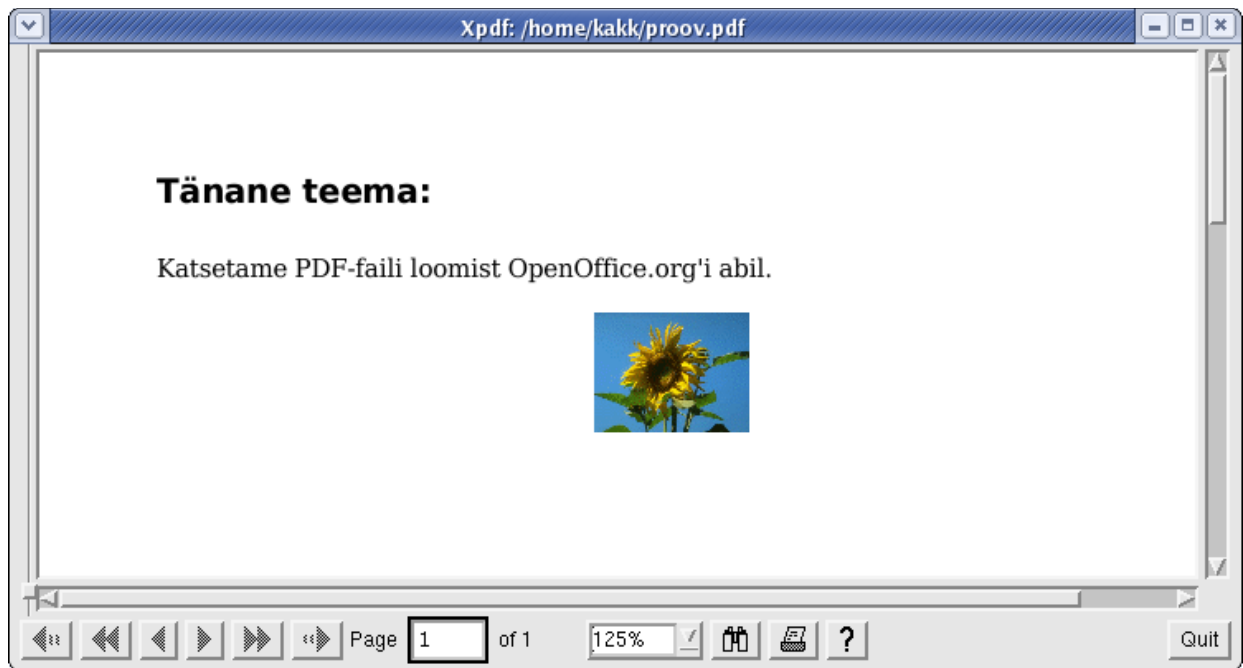 Xpdf: /home/kakk/proov.pdf
Tänane teema:
Katsetame PDF-faili loomist OpenOffice.org'i abil.
Page 1 of 1 125% ? Quit